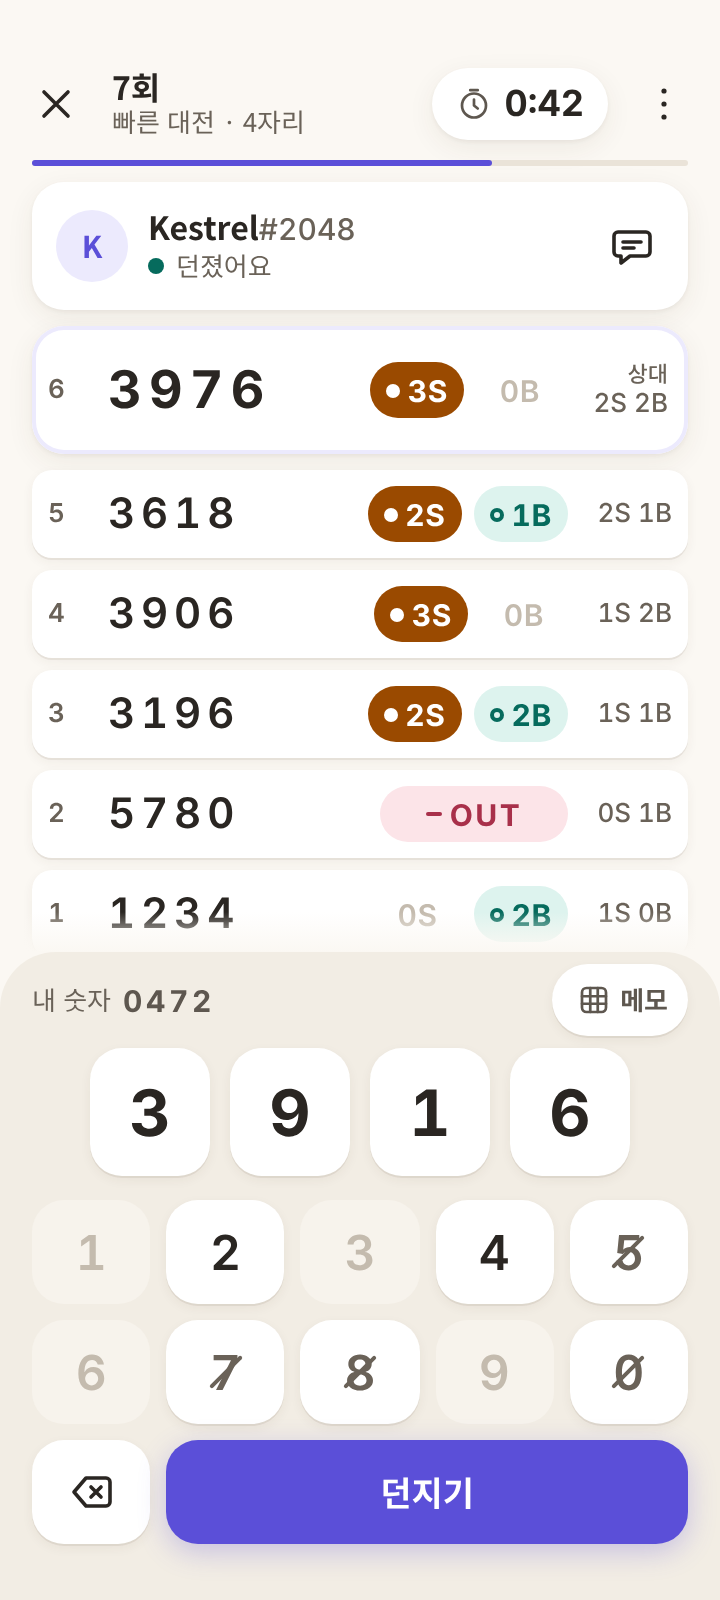 7회
빠른 대전 · 4자리
0:42
K
Kestrel#2048
던졌어요
6 3976 3S 0B 상대 2S 2B
5 3618 2S 1B 2S 1B
4 3906 3S 0B 1S 2B
3 3196 2S 2B 1S 1B
2 5780 OUT 0S 1B
1 1234 0S 2B 1S 0B
내 숫자 0472 메모
3 9 1 6
1 2 3 4 5
6 7 8 9 0
던지기